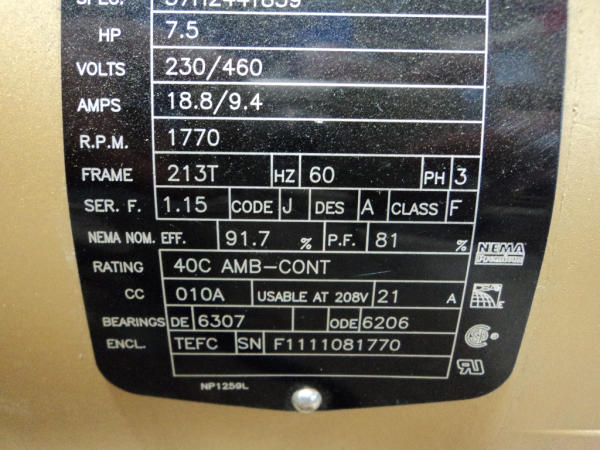 HP 7.5
VOLTS 230/460
AMPS 18.8/9.4
R.P.M. 1770
FRAME 213T HZ 60 PH 3
SER. F. 1.15 CODE J DES A CLASS F
NEMA NOM. EFF. 91.7 % P.F. 81 %
NEMA
Premium
RATING 40C AMB-CONT
CC 010A USABLE AT 208V 21 A
BEARINGS DE 6307 ODE 6206
ENCL. TEFC SN F1111081770
NP1259L